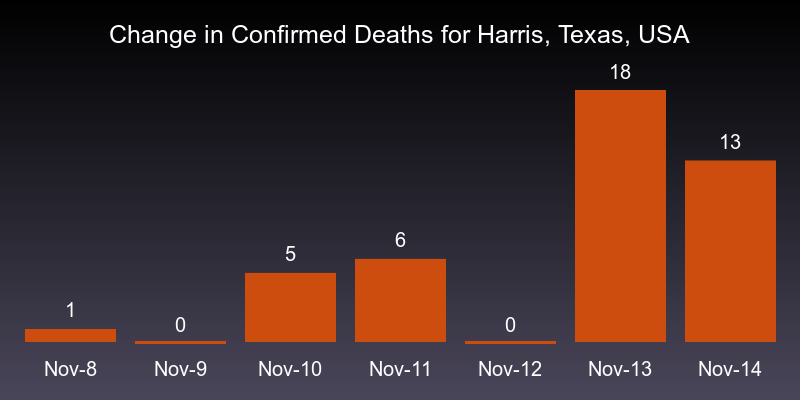 Change in Confirmed Deaths for Harris, Texas, USA
1
0
5
6
0
18
13
Nov-8
Nov-9
Nov-10
Nov-11
Nov-12
Nov-13
Nov-14